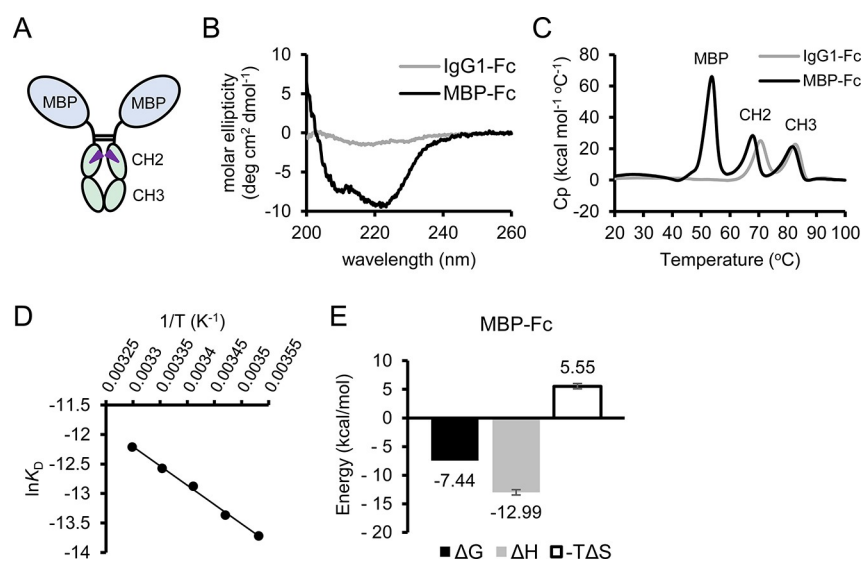 A
MBP
MBP
CH2
CH3
B
10
5
0
-5
-10
molar ellipticity
(deg cm² dmol⁻¹)
IgG1-Fc
MBP-Fc
200
220
240
260
wavelength (nm)
C
80
60
40
20
0
-20
Cp (kcal mol⁻¹ °C⁻¹)
MBP
CH2
CH3
IgG1-Fc
MBP-Fc
20 30 40 50 60 70 80 90 100
Temperature (°C)
D
1/T (K⁻¹)
0.00325
0.0033
0.00335
0.0034
0.00345
0.0035
0.00355
-11.5
-12
-12.5
-13
-13.5
-14
lnK_D
E
MBP-Fc
10
5
0
- 5
- 10
- 15
- 20
Energy (kcal/mol)
5.55
-7.44
-12.99
ΔG ΔH -TΔS